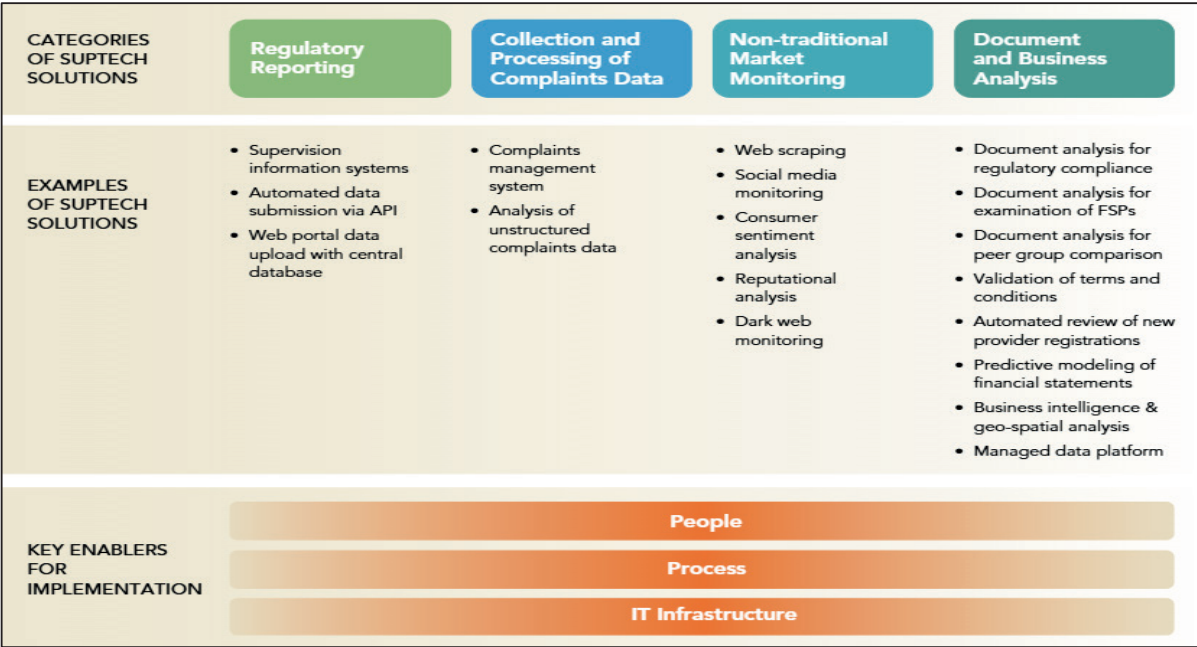 CATEGORIES
OF SUPTECH
SOLUTIONS
Regulatory
Reporting
Collection and
Processing of
Complaints Data
Non-traditional
Market
Monitoring
Document
and Business
Analysis
EXAMPLES
OF SUPTECH
SOLUTIONS
• Supervision
information systems
• Automated data
submission via API
• Web portal data
upload with central
database
• Complaints
management
system
• Analysis of
unstructured
complaints data
• Web scraping
• Social media
monitoring
• Consumer
sentiment
analysis
• Reputational
analysis
• Dark web
monitoring
• Document analysis for
regulatory compliance
• Document analysis for
examination of FSPs
• Document analysis for
peer group comparison
• Validation of terms and
conditions
• Automated review of new
provider registrations
• Predictive modeling of
financial statements
• Business intelligence &
geo-spatial analysis
• Managed data platform
KEY ENABLERS
FOR
IMPLEMENTATION
People
Process
IT Infrastructure